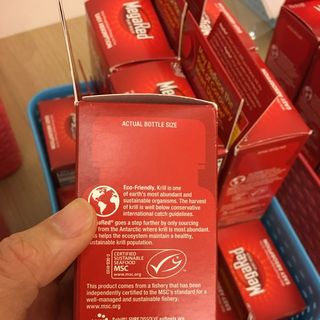 MegaRed
MegaRed
ACTUAL BOTTLE SIZE
Eco-Friendly. Krill is one
of earth's most abundant and
sustainable organisms. The harvest
of krill is well below conservative
international catch guidelines.
goes a step further by only sourcing
from the Antarctic where krill is most abundant.
helps the ecosystem maintain a healthy,
sustainable krill population.
CERTIFIED
SUSTAINABLE
SEAFOOD
MSC
www.msc.org
This product comes from a fishery that has been
independently certified to the MSC's standard for a
well-managed and sustainable fishery.
www.msc.org
MegaRed